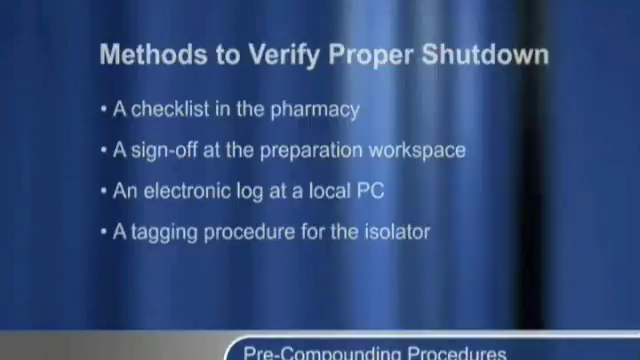 Methods to Verify Proper Shutdown
• A checklist in the pharmacy
• A sign-off at the preparation workspace
• An electronic log at a local PC
• A tagging procedure for the isolator
Pre-Compounding Procedures